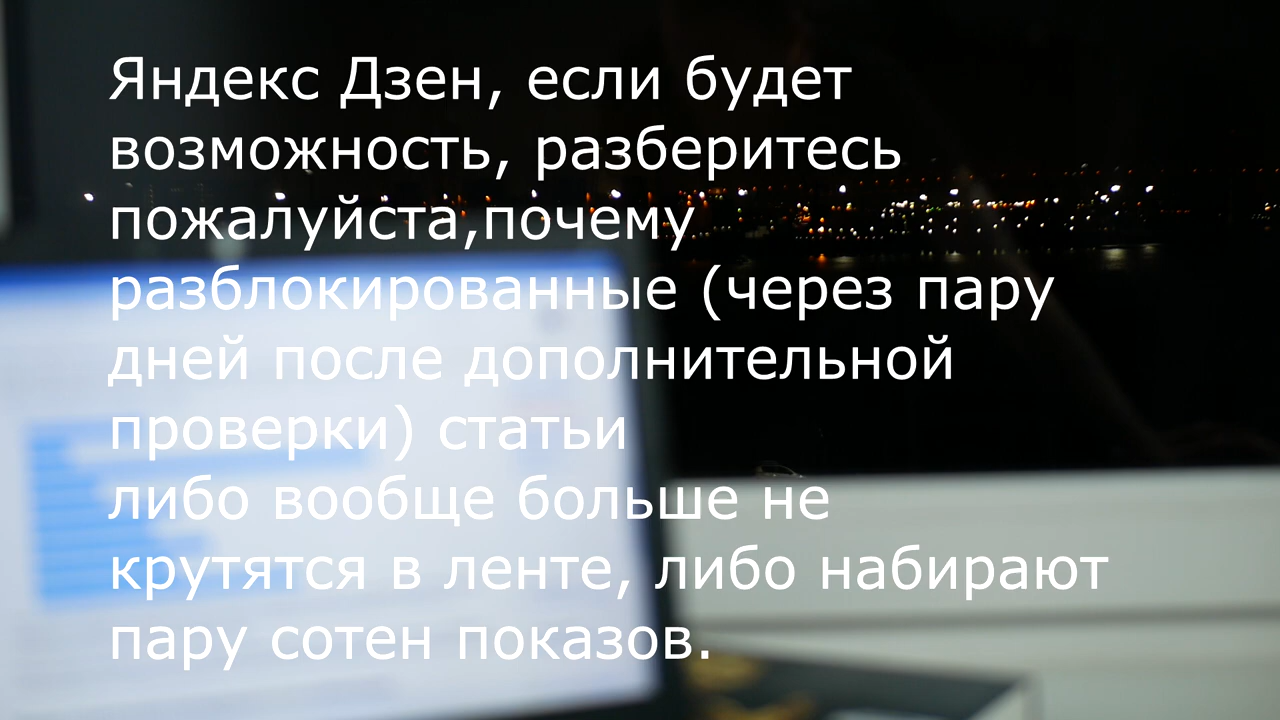 Яндекс Дзен, если будет
возможность, разберитесь
пожалуйста,почему
разблокированные (через пару
дней после дополнительной
проверки) статьи
либо вообще больше не
крутятся в ленте, либо набирают
пару сотен показов.